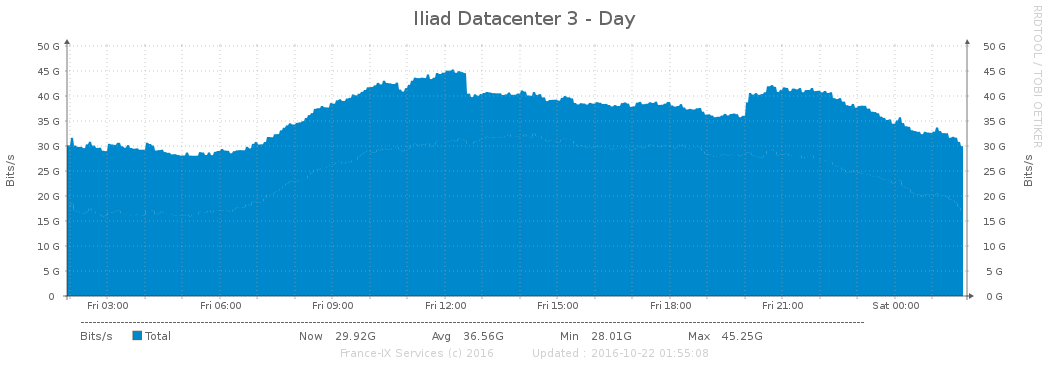 Iliad Datacenter 3 - Day
RRDTOOL / TOBI OETIKER
Bits/s
50 G
45 G
40 G
35 G
30 G
25 G
20 G
15 G
10 G
5 G
0
50 G
45 G
40 G
35 G
30 G
25 G
20 G
15 G
10 G
5 G
0 G
Bits/s
Fri 03:00 Fri 06:00 Fri 09:00 Fri 12:00 Fri 15:00 Fri 18:00 Fri 21:00 Sat 00:00
Bits/s Total Now 29.92G Avg 36.56G Min 28.01G Max 45.25G
France-IX Services (c) 2016 Updated : 2016-10-22 01:55:08